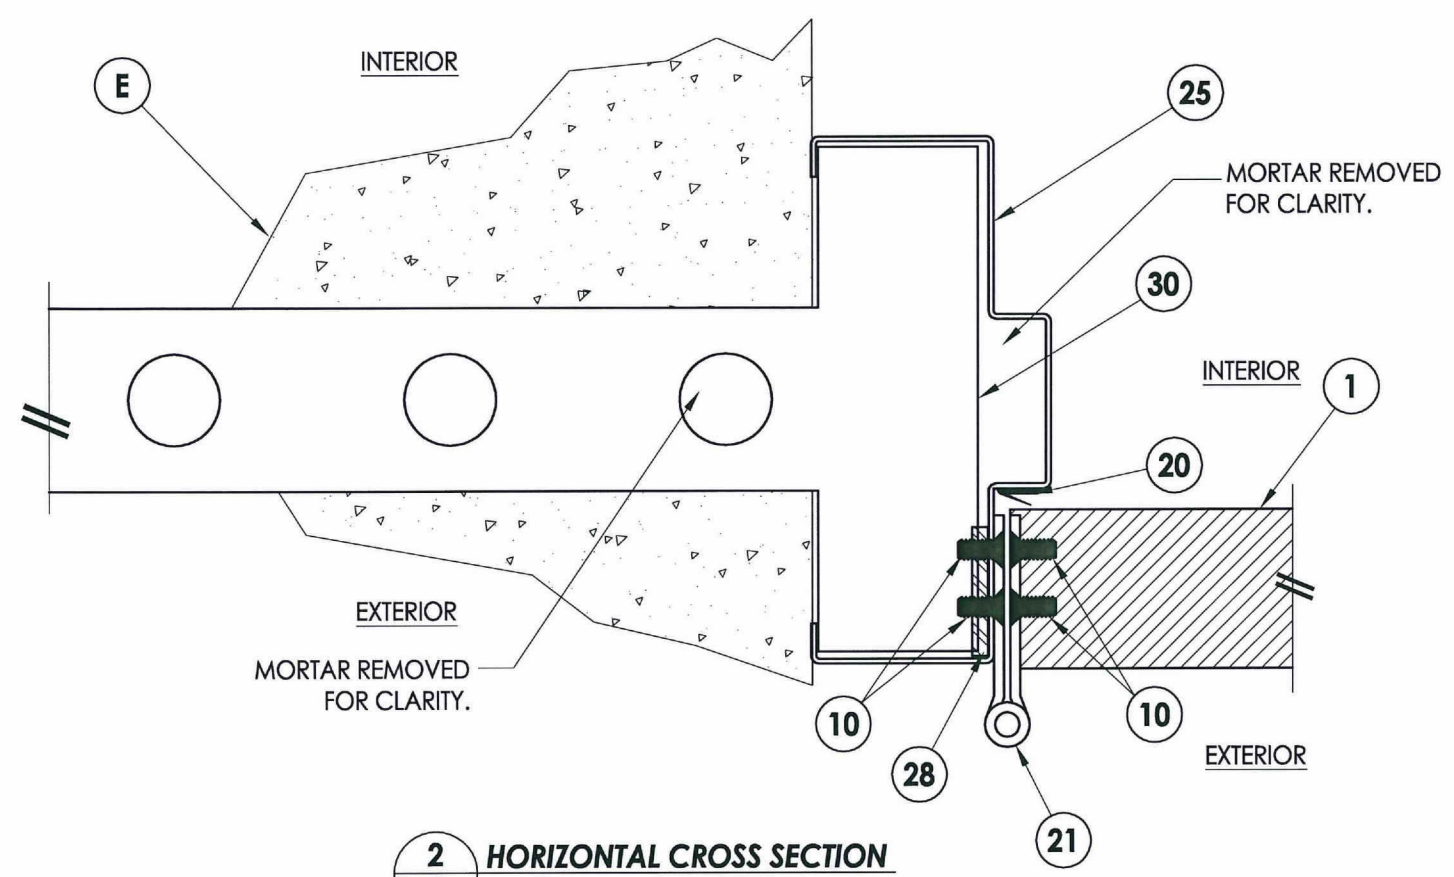 INTERIOR
E
25
MORTAR REMOVED
FOR CLARITY.
30
INTERIOR
1
20
EXTERIOR
MORTAR REMOVED
FOR CLARITY.
10
10
28
EXTERIOR
21
2 HORIZONTAL CROSS SECTION